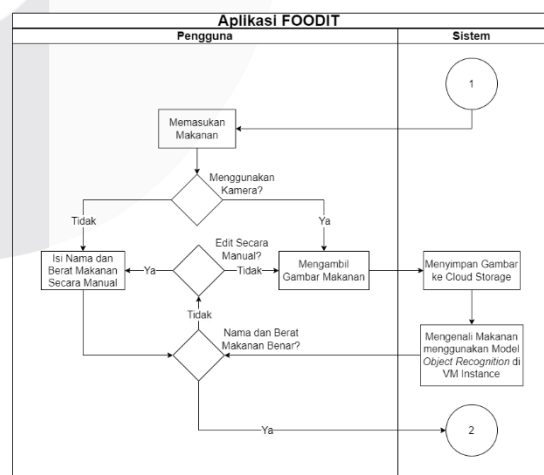 Aplikasi FOODIT
Pengguna
Sistem
1
Memasukan
Makanan
Menggunakan
Kamera?
Tidak
Ya
Isi Nama dan
Berat Makanan
Secara Manual
Ya
Edit Secara
Manual?
Tidak
Mengambil
Gambar Makanan
Menyimpan Gambar
ke Cloud Storage
Tidak
Nama dan Berat
Makanan Benar?
Mengenali Makanan
menggunakan Model
Object Recognition di
VM Instance
Ya
2